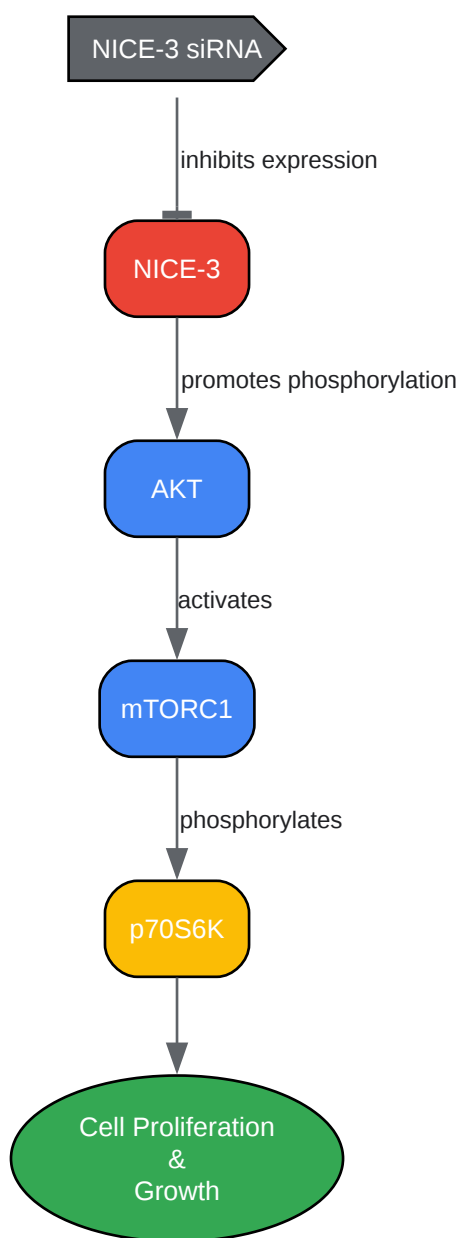 NICE-3 siRNA
inhibits expression
NICE-3
promotes phosphorylation
AKT
activates
mTORC1
phosphorylates
p70S6K
Cell Proliferation
&
Growth